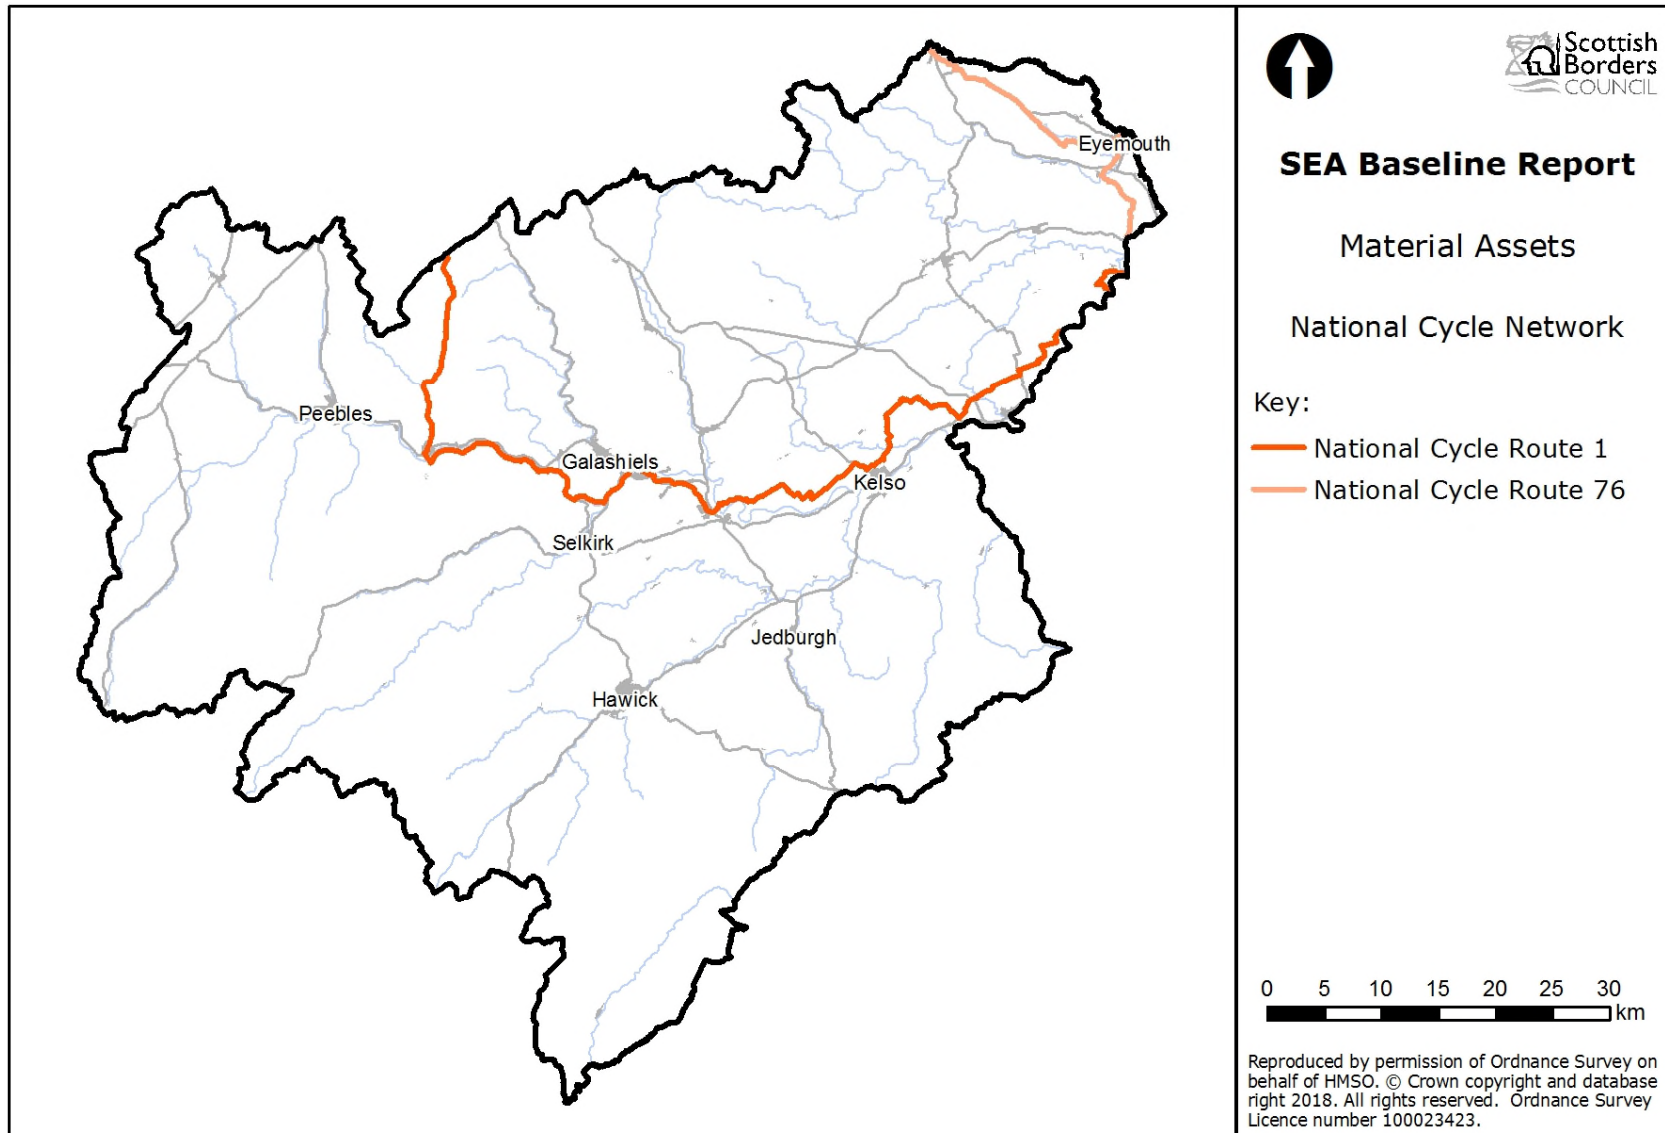 Scottish
Borders
COUNCIL
SEA Baseline Report
Material Assets
National Cycle Network
Key:
National Cycle Route 1
National Cycle Route 76
Eyemouth
Peebles
Galashiels
Kelso
Selkirk
Jedburgh
Hawick
0 5 10 15 20 25 30
km
Reproduced by permission of Ordnance Survey on
behalf of HMSO. © Crown copyright and database
right 2018. All rights reserved. Ordnance Survey
Licence number 100023423.